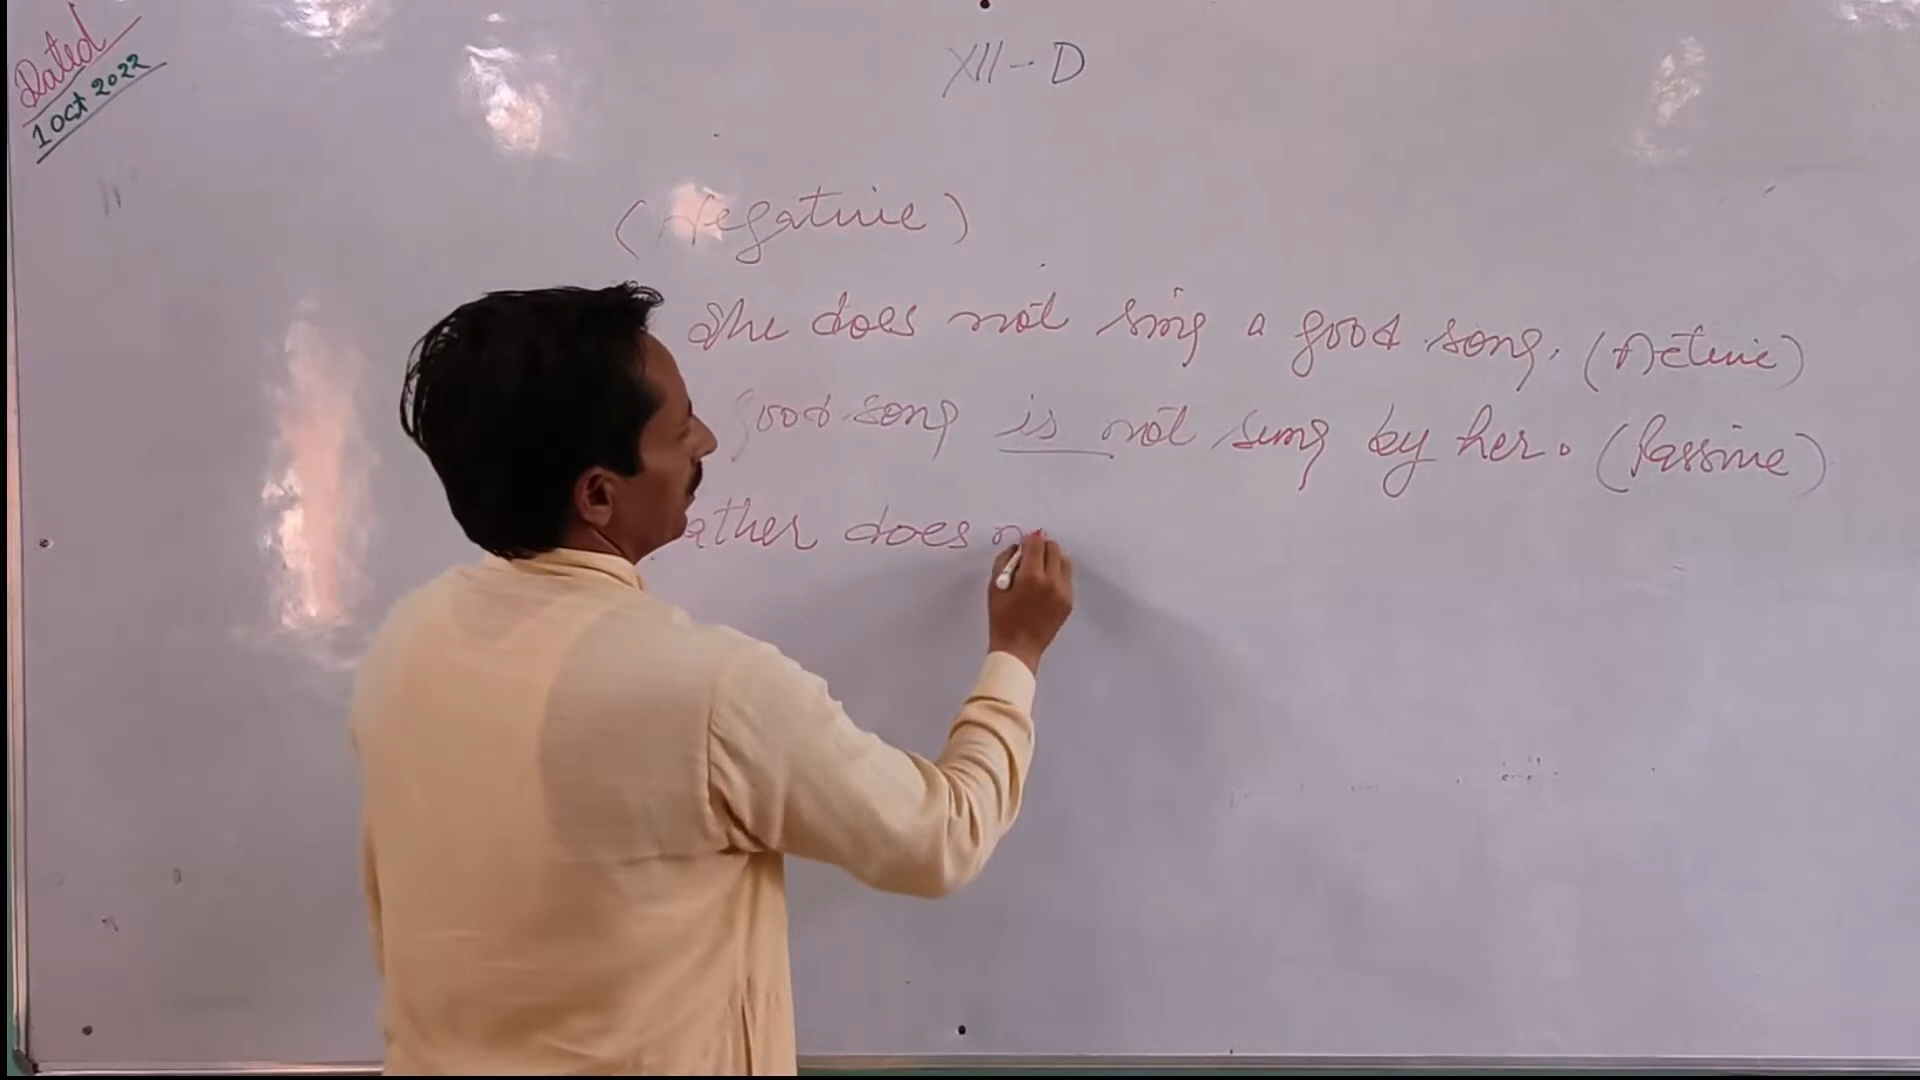 Dated
1 Oct 2022
XII-D
(Negative)
She does not sing a good song. (Active)
good song is not sung by her. (Passive)
ather does n